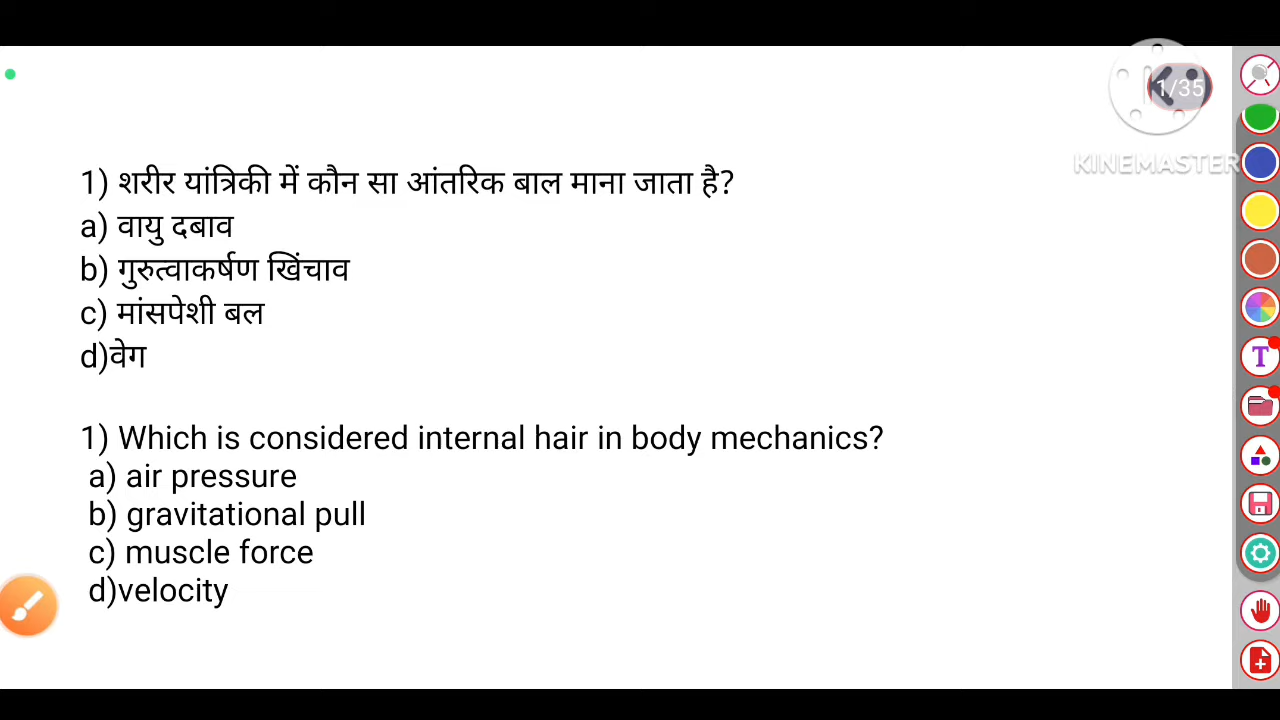 1/35
KINEMASTER
1) शरीर यांत्रिकी में कौन सा आंतरिक बाल माना जाता है?
a) वायु दबाव
b) गुरुत्वाकर्षण खिंचाव
c) मांसपेशी बल
d)वेग
1) Which is considered internal hair in body mechanics?
a) air pressure
b) gravitational pull
c) muscle force
d)velocity
T